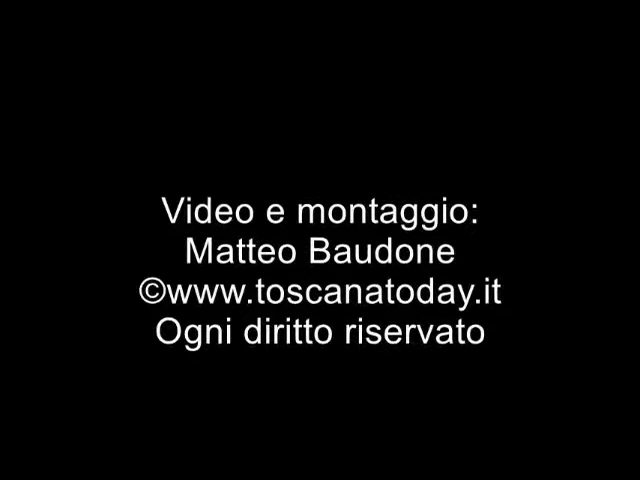 Video e montaggio:
Matteo Baudone
©www.toscanatoday.it
Ogni diritto riservato